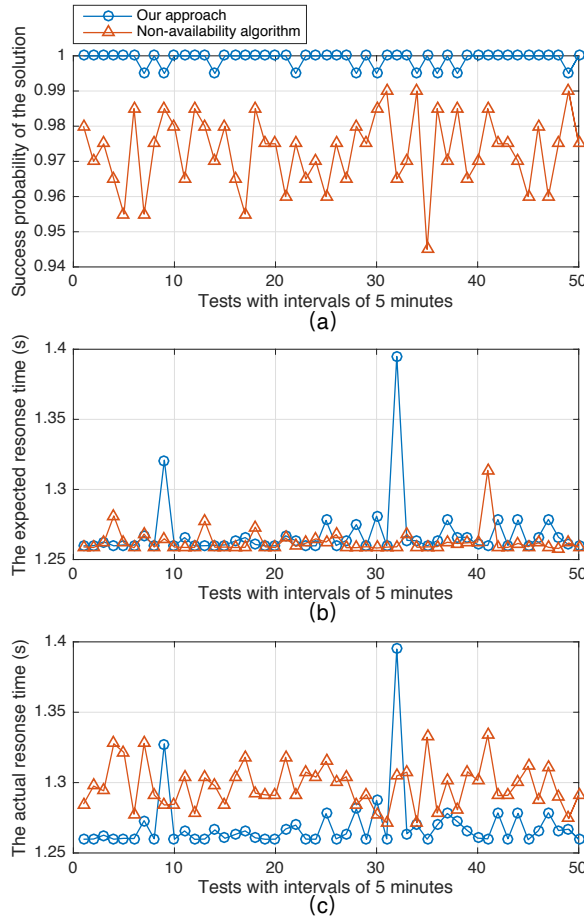 Our approach
Non-availability algorithm
Success probability of the solution
1
0.99
0.98
0.97
0.96
0.95
0.94
0 10 20 30 40 50
Tests with intervals of 5 minutes
(a)
The expected resonse time (s)
1.4
1.3
1.25
0 10 20 30 40 50
Tests with intervals of 5 minutes
(b)
The actual resonse time (s)
1.4
1.3
1.25
0 10 20 30 40 50
Tests with intervals of 5 minutes
(c)